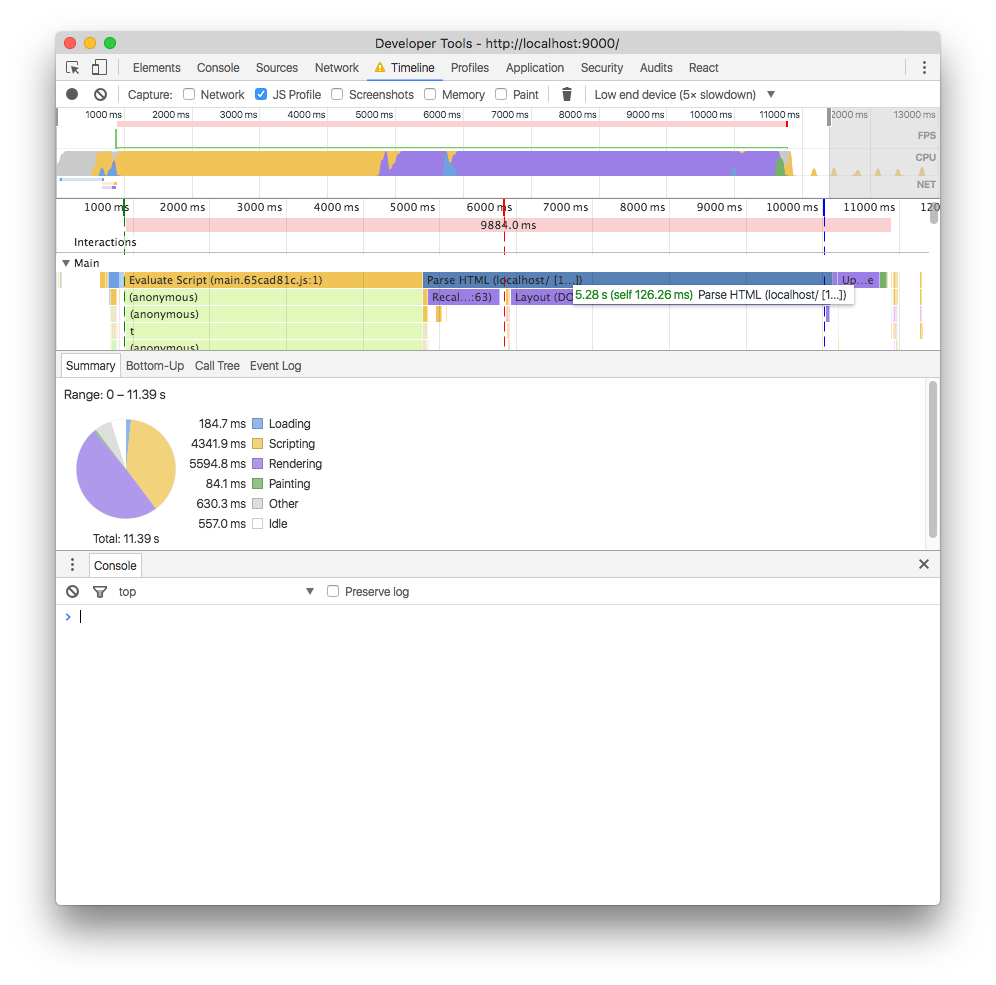 Developer Tools - http://localhost:9000/
Elements Console Sources Network Timeline Profiles Application Security Audits React
Capture: Network JS Profile Screenshots Memory Paint Low end device (5× slowdown)
1000 ms 2000 ms 3000 ms 4000 ms 5000 ms 6000 ms 7000 ms 8000 ms 9000 ms 10000 ms 11000 ms 2000 ms 13000 ms
FPS
CPU
NET
1000 ms 2000 ms 3000 ms 4000 ms 5000 ms 6000 ms 7000 ms 8000 ms 9000 ms 10000 ms 11000 ms 120
9884.0 ms
Interactions
Main
Evaluate Script (main.65cad81c.js:1) Parse HTML (localhost/ [1...]) Up...e
(anonymous) Recal...:63) Layout (DO 5.28 s (self 126.26 ms) Parse HTML (localhost/ [1...])
(anonymous)
t
(anonymous)
Summary Bottom-Up Call Tree Event Log
Range: 0 – 11.39 s
184.7 ms Loading
4341.9 ms Scripting
5594.8 ms Rendering
84.1 ms Painting
630.3 ms Other
557.0 ms Idle
Total: 11.39 s
Console
top Preserve log